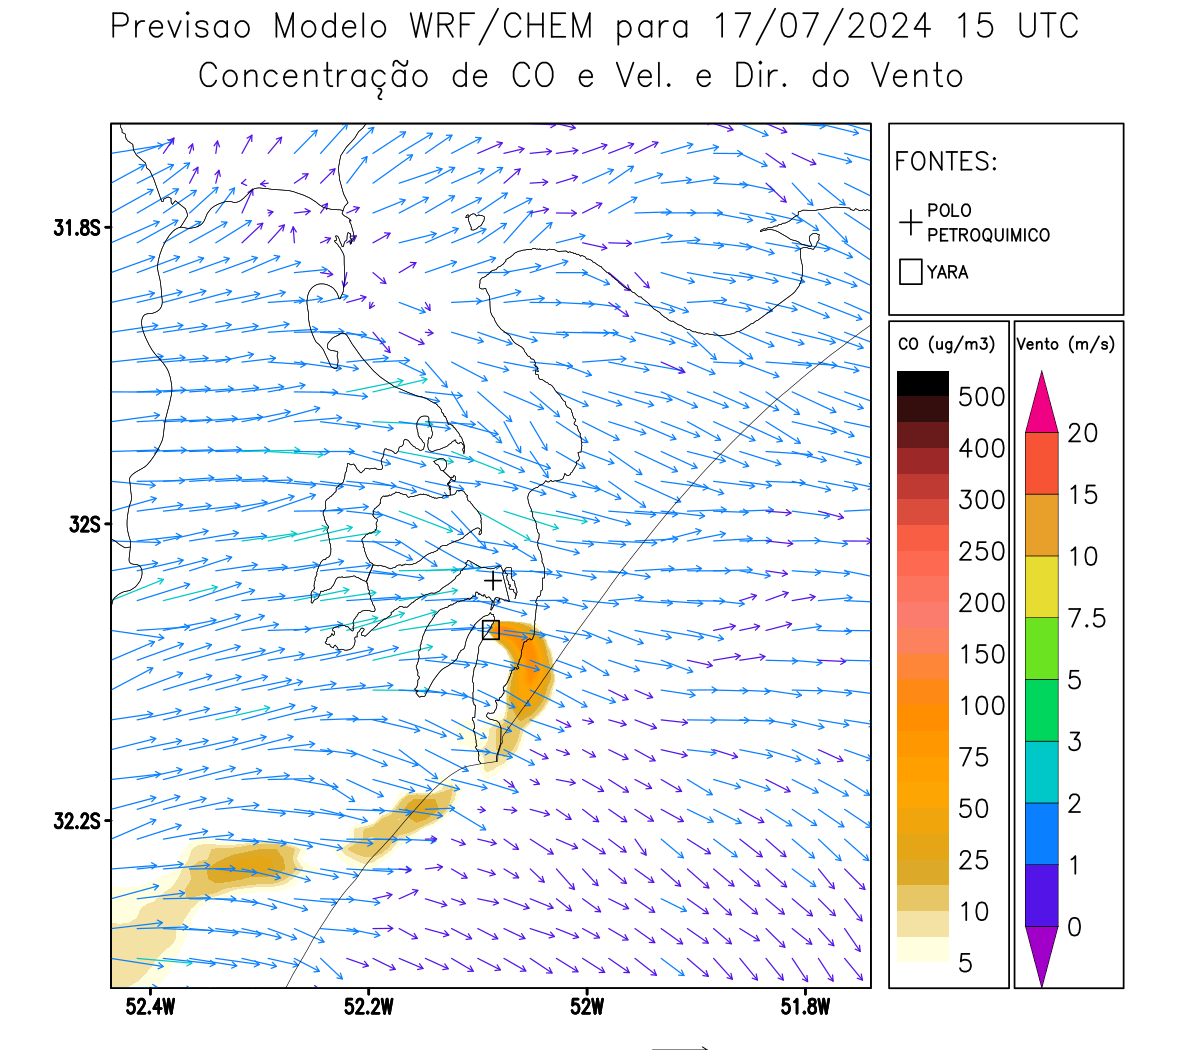 Previsao Modelo WRF/CHEM para 17/07/2024 15 UTC
Concentração de CO e Vel. e Dir. do Vento
FONTES:
POLO
PETROQUIMICO
YARA
CO (ug/m3)
500
400
300
250
200
150
100
75
50
25
10
5
Vento (m/s)
20
15
10
7.5
5
3
2
1
0
31.8S
32S
32.2S
52.4W
52.2W
52W
51.8W